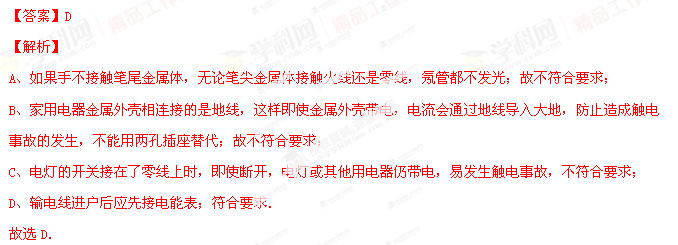 【答案】D
【解析】
A、如果手不接触笔尾金属体，无论笔尖金属体接触火线还是零线，氖管都不发光；故不符合要求；
B、家用电器金属外壳相连接的是地线，这样即使金属外壳带电，电流会通过地线导入大地，防止造成触电
事故的发生，不能用两孔插座替代；故不符合要求；
C、电灯的开关接在了零线上时，即使断开，电灯或其他用电器仍带电，易发生触电事故，不符合要求；
D、输电线进户后应先接电能表；符合要求．
故选 D．